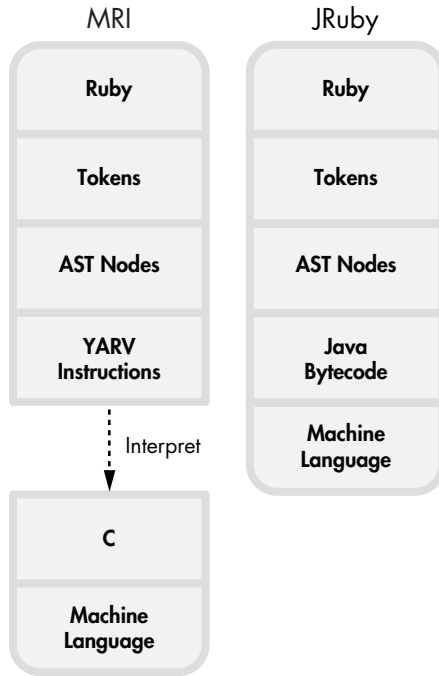 MRI
Ruby
Tokens
AST Nodes
YARV
Instructions
Interpret
C
Machine
Language
JRuby
Ruby
Tokens
AST Nodes
Java
Bytecode
Machine
Language